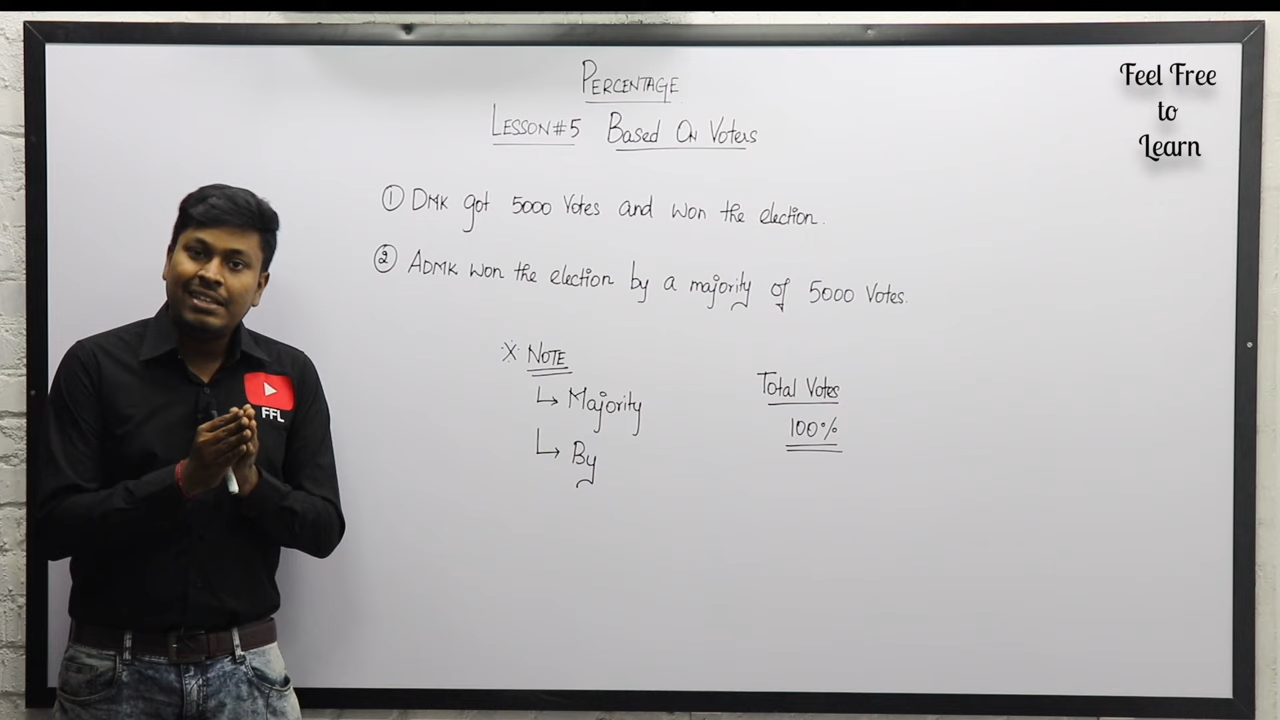 PERCENTAGE
LESSON#5 Based On Voters
① DMK got 5000 Votes and won the election.
② ADMK won the election by a majority of 5000 Votes.
※ NOTE
↳ Majority
↳ By
Total Votes
100%
Feel Free
to
Learn
FFL